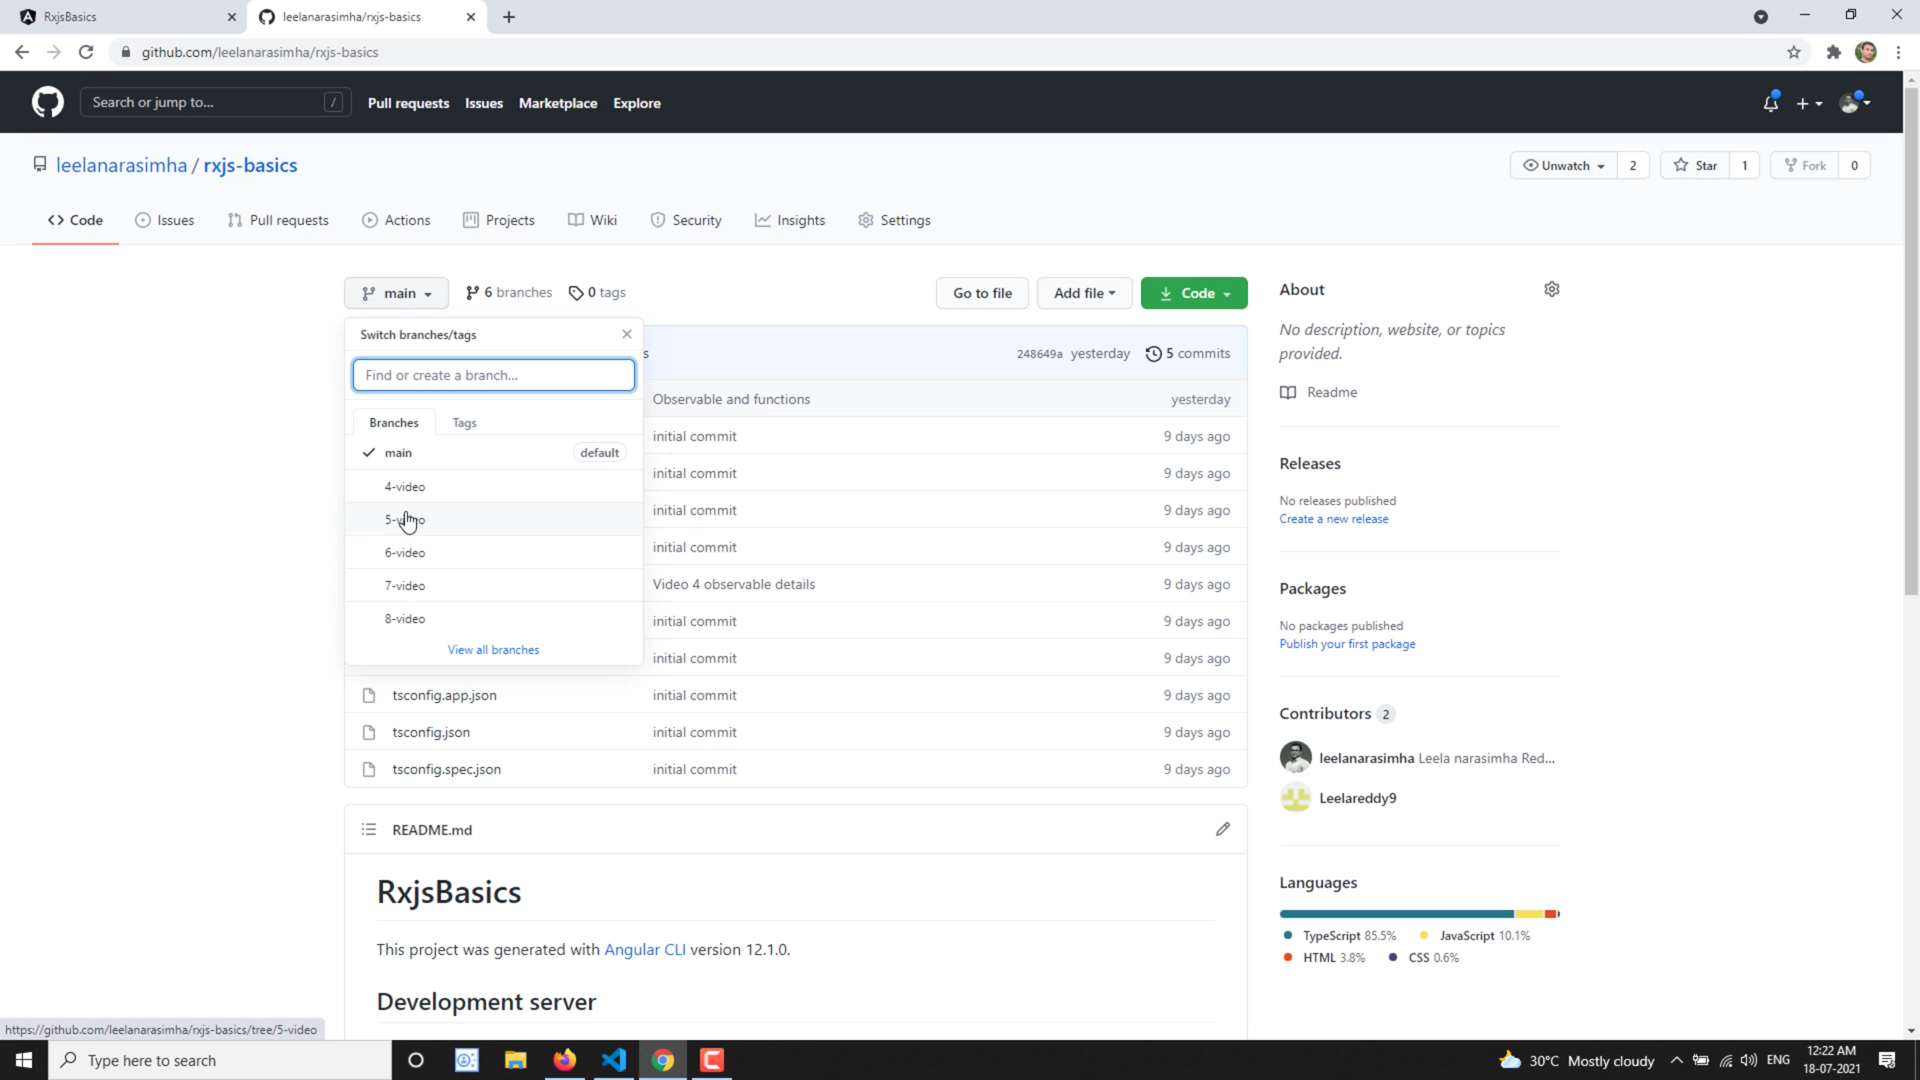 RxjsBasics
leelanarasimha/rxjs-basics
github.com/leelanarasimha/rxjs-basics
Search or jump to... /
Pull requests Issues Marketplace Explore
leelanarasimha / rxjs-basics
Unwatch 2 Star 1 Fork 0
Code Issues Pull requests Actions Projects Wiki Security Insights Settings
main 6 branches 0 tags
Go to file Add file Code
Switch branches/tags
Find or create a branch...
Branches Tags
main default
4-video
5-video
6-video
7-video
8-video
View all branches
s 248649a yesterday 5 commits
Observable and functions yesterday
initial commit 9 days ago
initial commit 9 days ago
initial commit 9 days ago
initial commit 9 days ago
Video 4 observable details 9 days ago
initial commit 9 days ago
initial commit 9 days ago
tsconfig.app.json initial commit 9 days ago
tsconfig.json initial commit 9 days ago
tsconfig.spec.json initial commit 9 days ago
README.md
RxjsBasics
This project was generated with Angular CLI version 12.1.0.
Development server
About
No description, website, or topics
provided.
Readme
Releases
No releases published
Create a new release
Packages
No packages published
Publish your first package
Contributors 2
leelanarasimha Leela narasimha Red...
Leelareddy9
Languages
TypeScript 85.5% JavaScript 10.1%
HTML 3.8% CSS 0.6%
https://github.com/leelanarasimha/rxjs-basics/tree/5-video
Type here to search
30°C Mostly cloudy
ENG
12:22 AM
18-07-2021